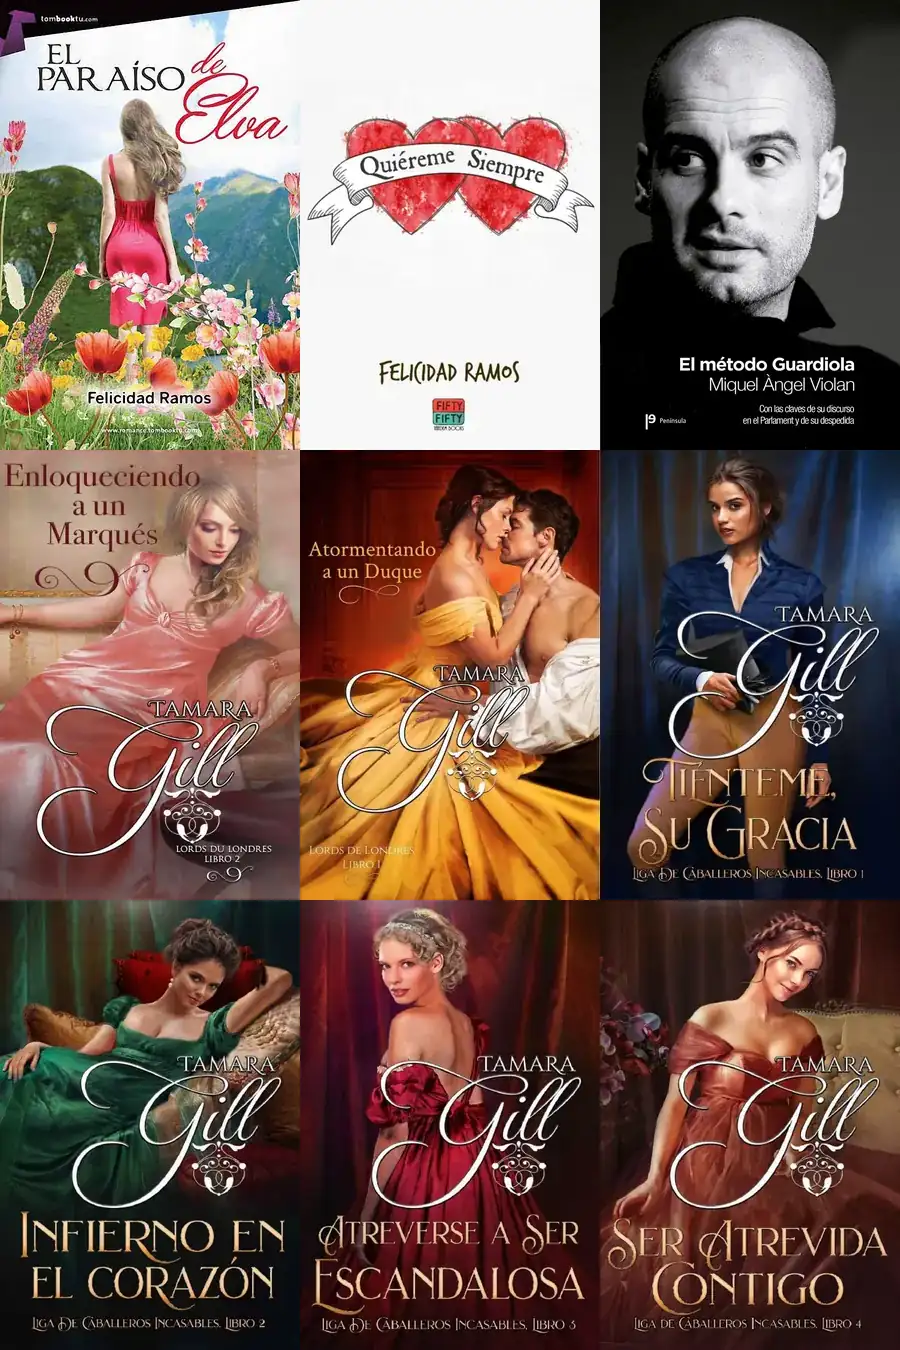 tombooktu.com
EL
PARAÍSO de
Elva
Felicidad Ramos
www.romance.tombooktu.com
Quiéreme Siempre
FELICIDAD RAMOS
FIFTY
FIFTY
El método Guardiola
Miquel Àngel Violan
Con las claves de su discurso
en el Parlament y de su despedida
Península
Enloqueciendo
a un
Marqués
TAMARA
Gill
LORDS DU LONDRES
LIBRO 2
Atormentando
a un Duque
TAMARA
Gill
LORDS DE LONDRES
LIBRO 1
TAMARA
Gill
TIÉNTEME,
SU GRACIA
LIGA DE CABALLEROS INCASABLES, LIBRO 1
TAMARA
Gill
INFIERNO EN
EL CORAZÓN
LIGA DE CABALLEROS INCASABLES, LIBRO 2
TAMARA
Gill
ATREVERSE A SER
ESCANDALOSA
LIGA DE CABALLEROS INCASABLES, LIBRO 3
TAMARA
Gill
SER ATREVIDA
CONTIGO
LIGA DE CABALLEROS INCASABLES, LIBRO 4